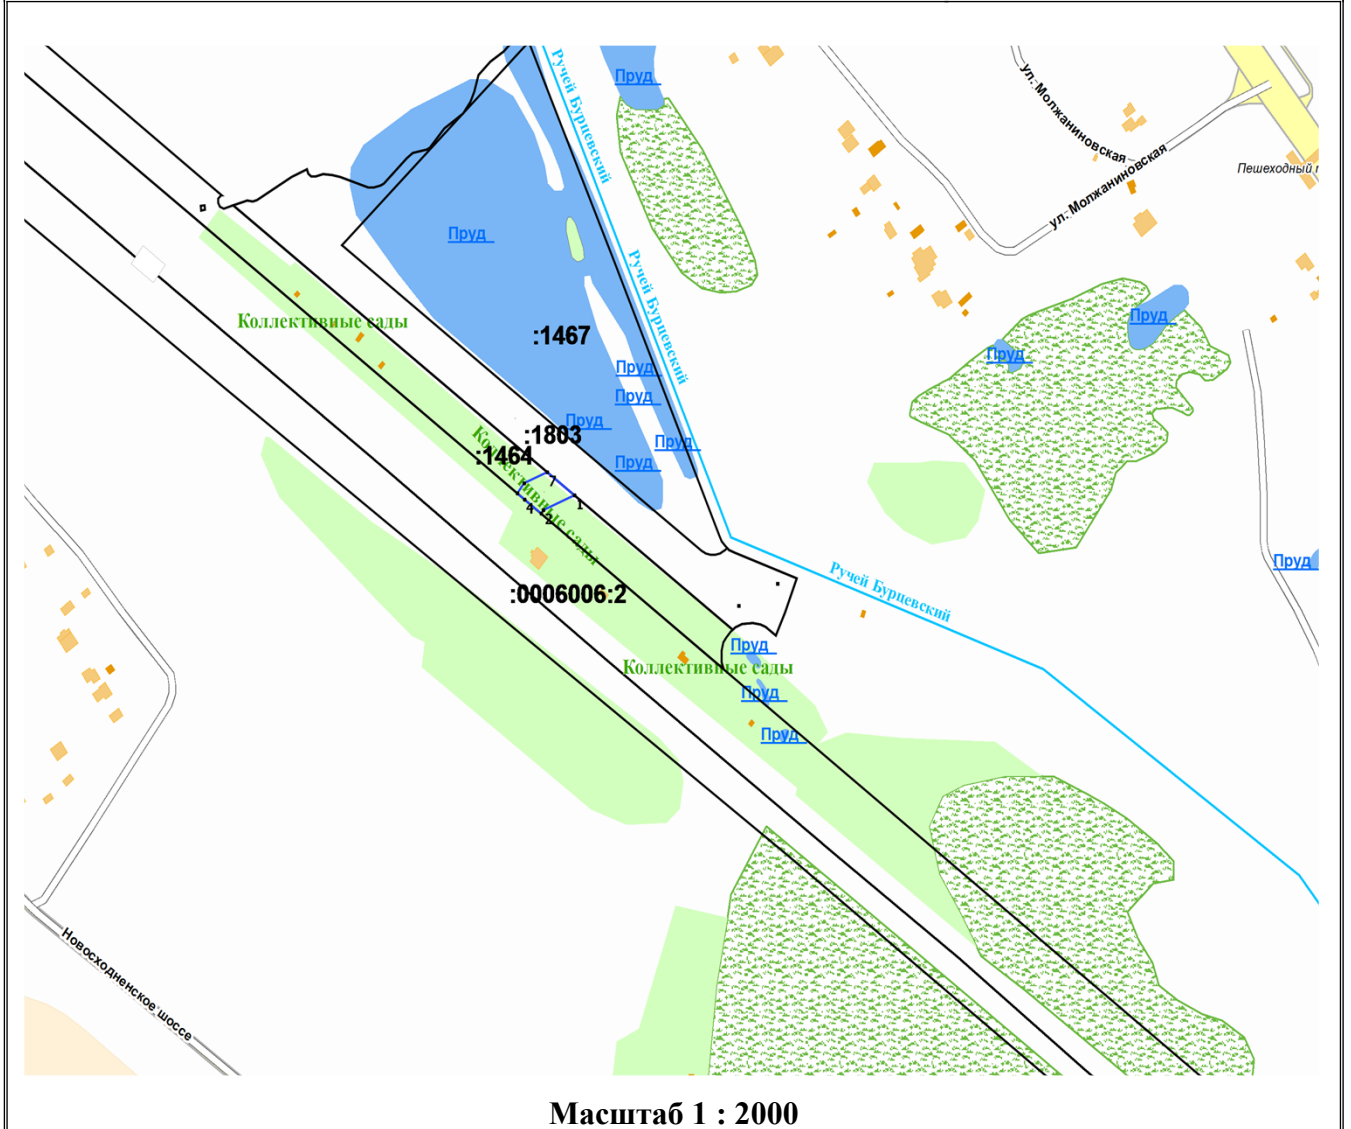 Пруд
Ручей Бурцевский
ул. Молжаниновская
ул. Молжаниновская
Пешеходный
Пруд
Ручей Бурцевский
Коллективные сады
:1467
Пруд
Пруд
Пруд
Пруд
Пруд
:1803
Пруд
:1464
Пруд
Коллективные сады
7
1
4
2
Пруд
Ручей Бурцевский
:0006006:2
Пруд
Коллективные сады
Пруд
Пруд
Новосходненское шоссе
Масштаб 1 : 2000